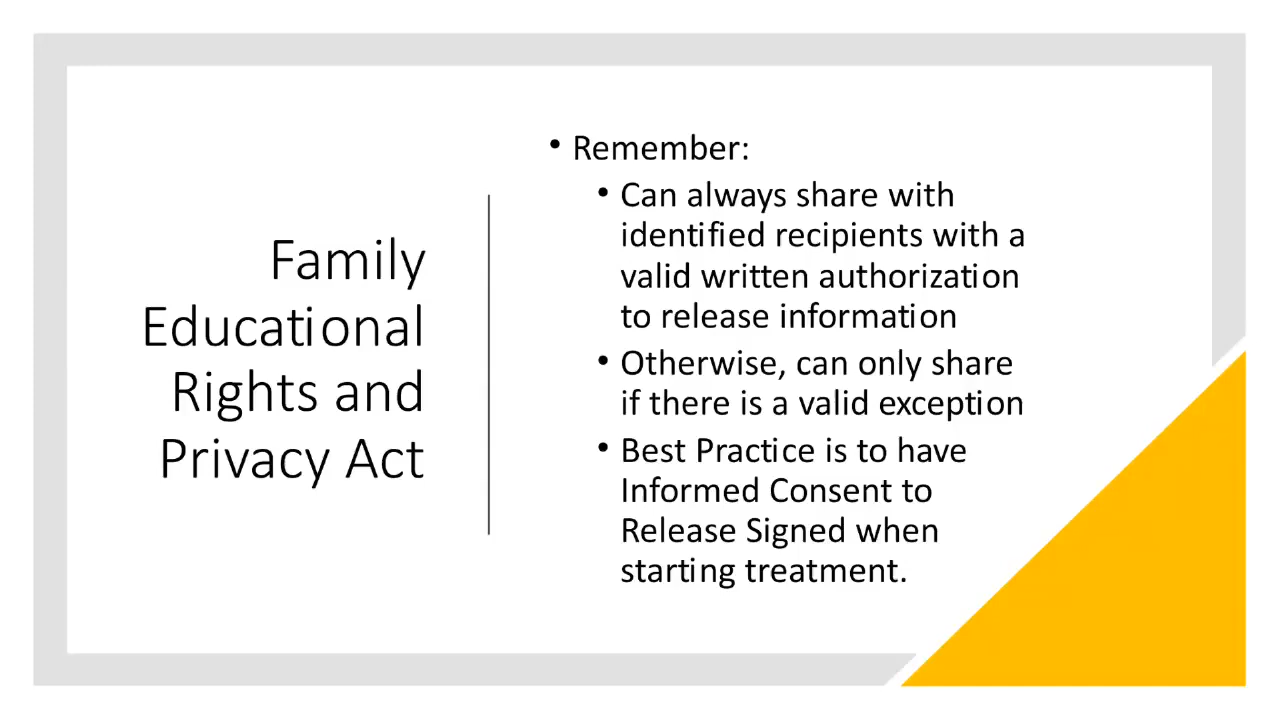 Family
Educational
Rights and
Privacy Act
• Remember:
• Can always share with
identified recipients with a
valid written authorization
to release information
• Otherwise, can only share
if there is a valid exception
• Best Practice is to have
Informed Consent to
Release Signed when
starting treatment.